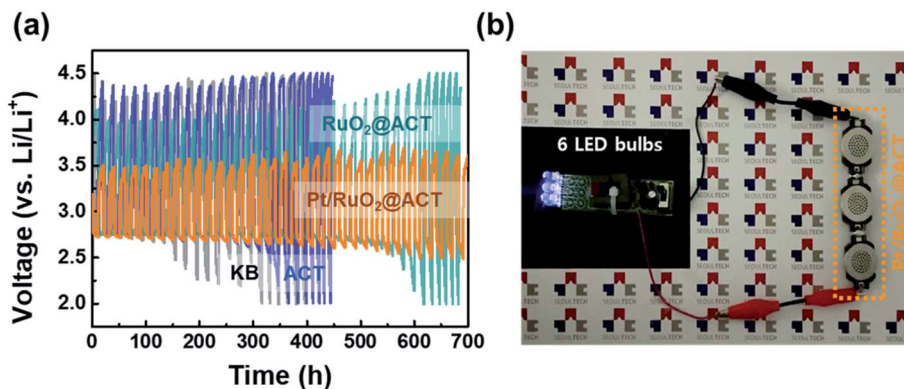 (a)
Voltage (vs. Li/Li⁺)
4.5
4.0
3.5
3.0
2.5
2.0
RuO₂@ACT
Pt/RuO₂@ACT
KB
ACT
0 100 200 300 400 500 600 700
Time (h)
(b)
6 LED bulbs
Pt/RuO₂@ACT
SEOULTECH